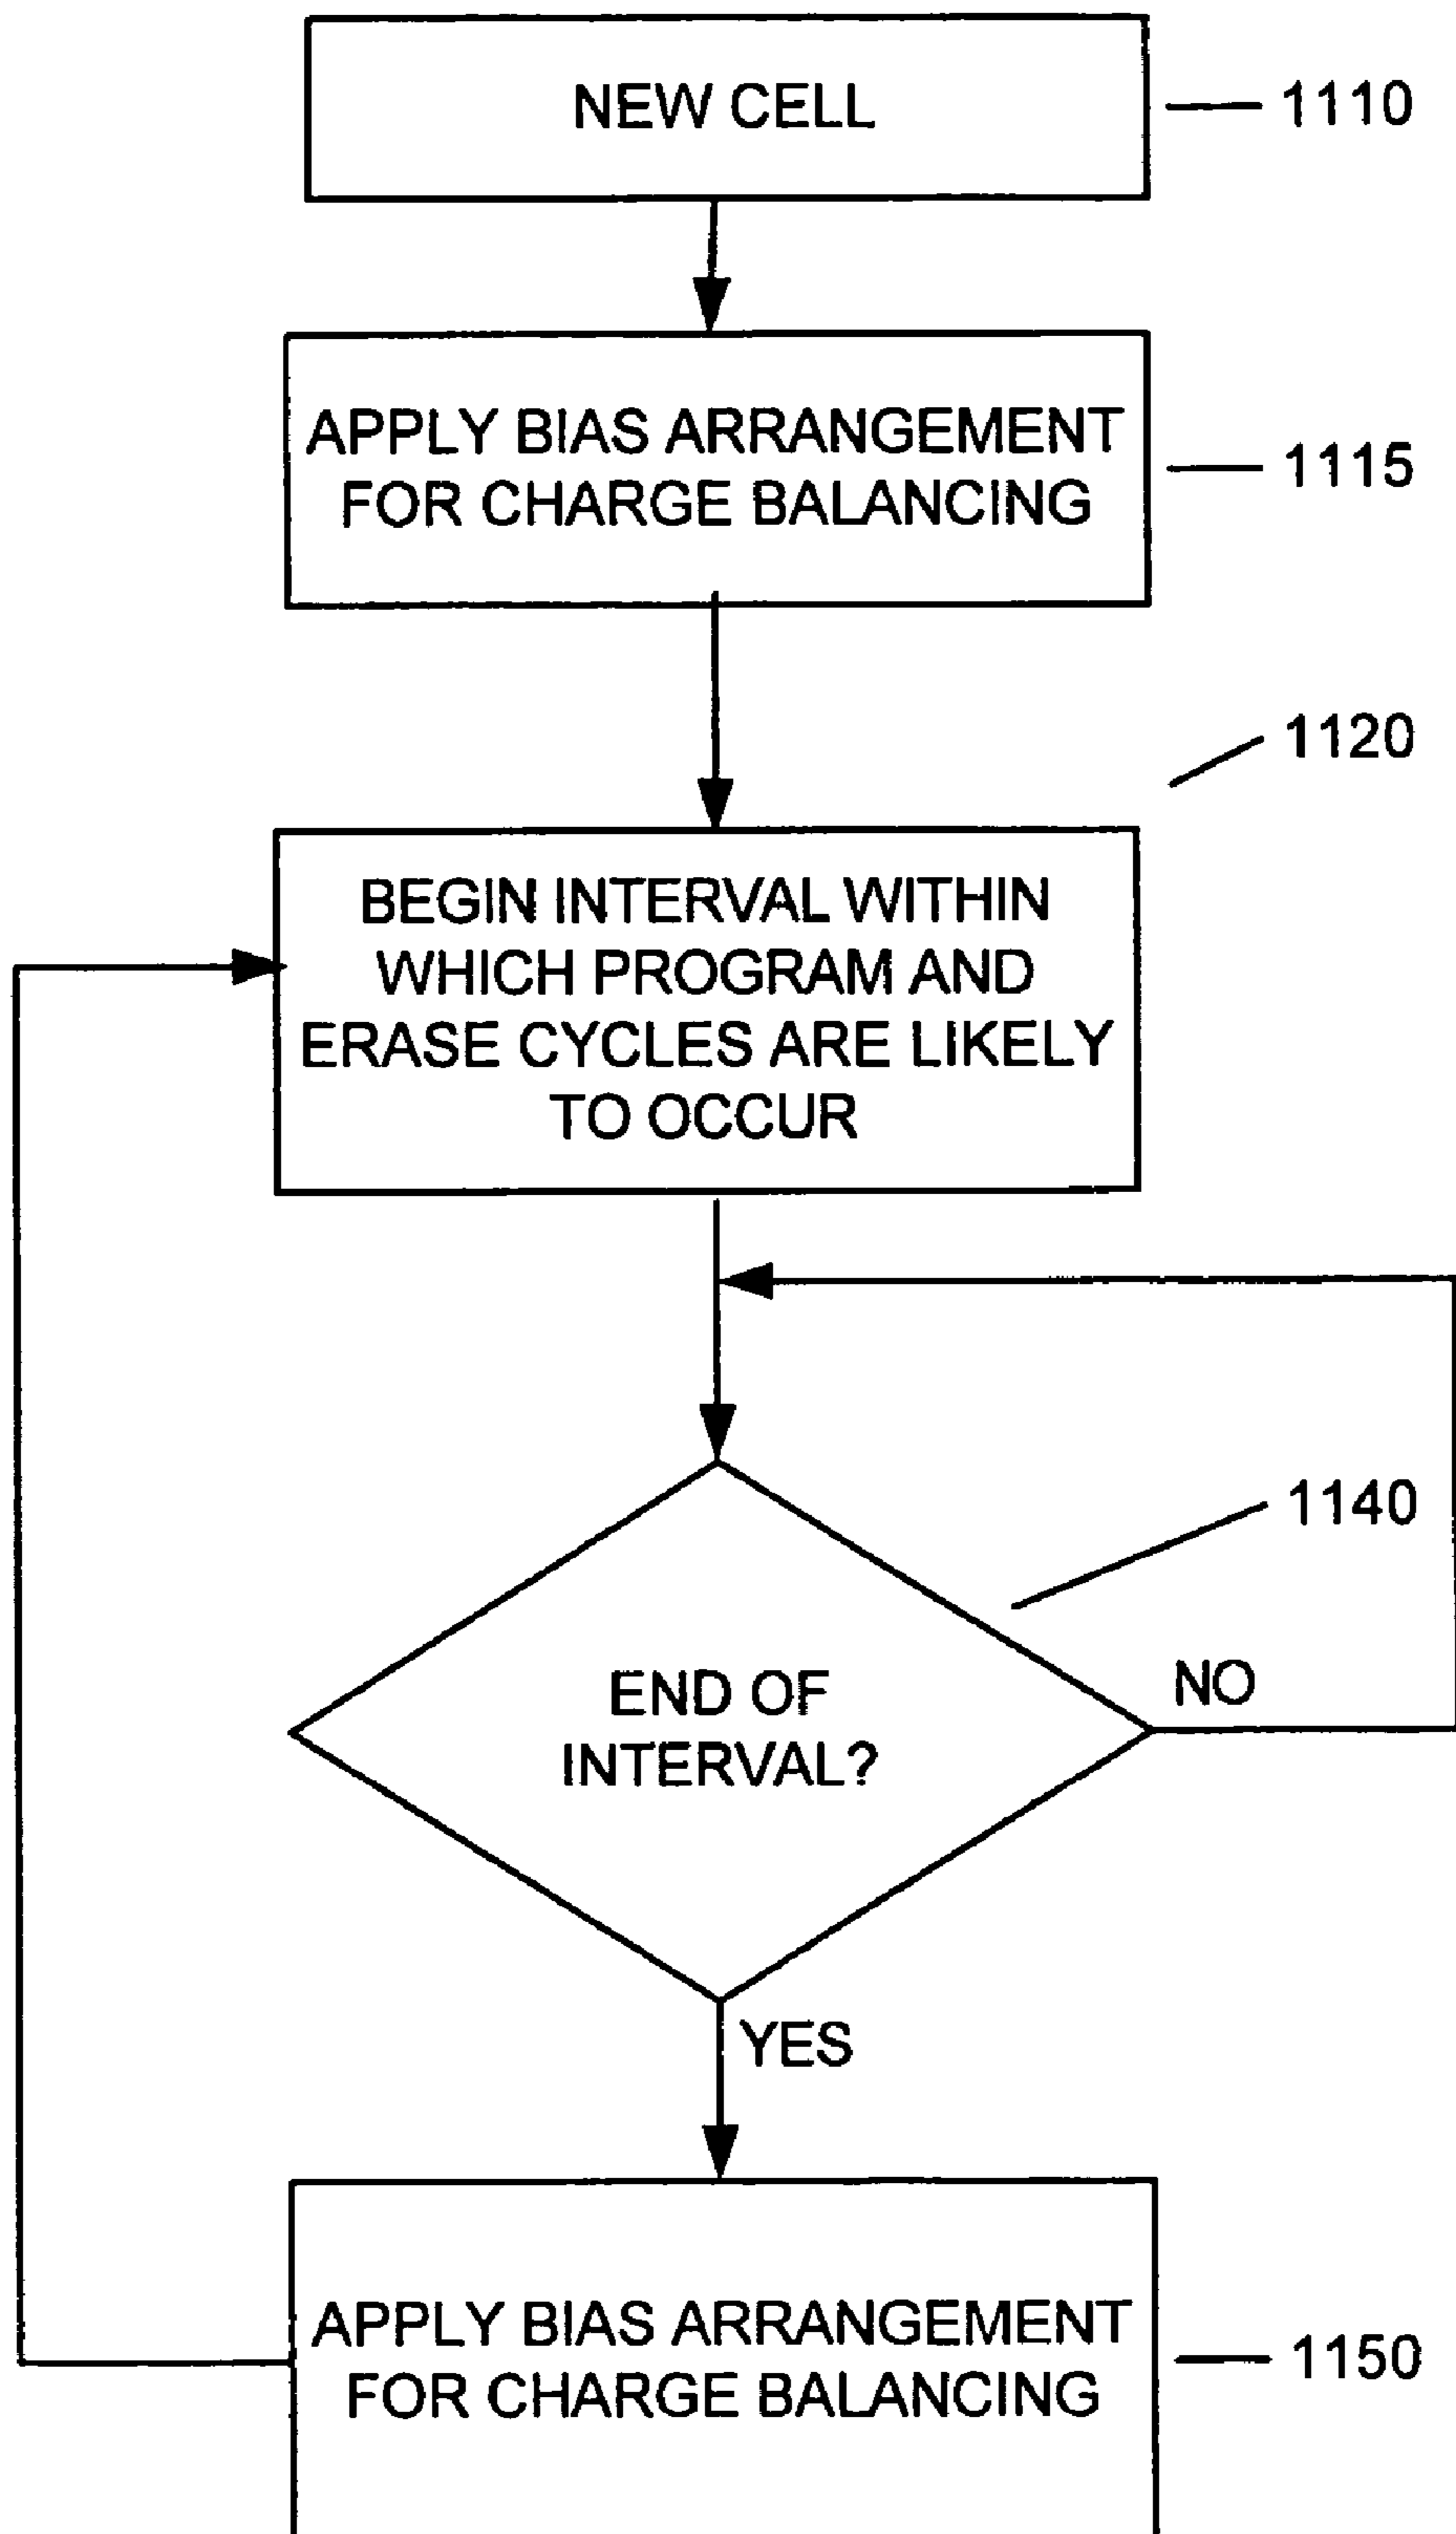 NEW CELL
1110
APPLY BIAS ARRANGEMENT
FOR CHARGE BALANCING
1115
1120
BEGIN INTERVAL WITHIN
WHICH PROGRAM AND
ERASE CYCLES ARE LIKELY
TO OCCUR
1140
END OF
INTERVAL?
NO
YES
APPLY BIAS ARRANGEMENT
FOR CHARGE BALANCING
1150